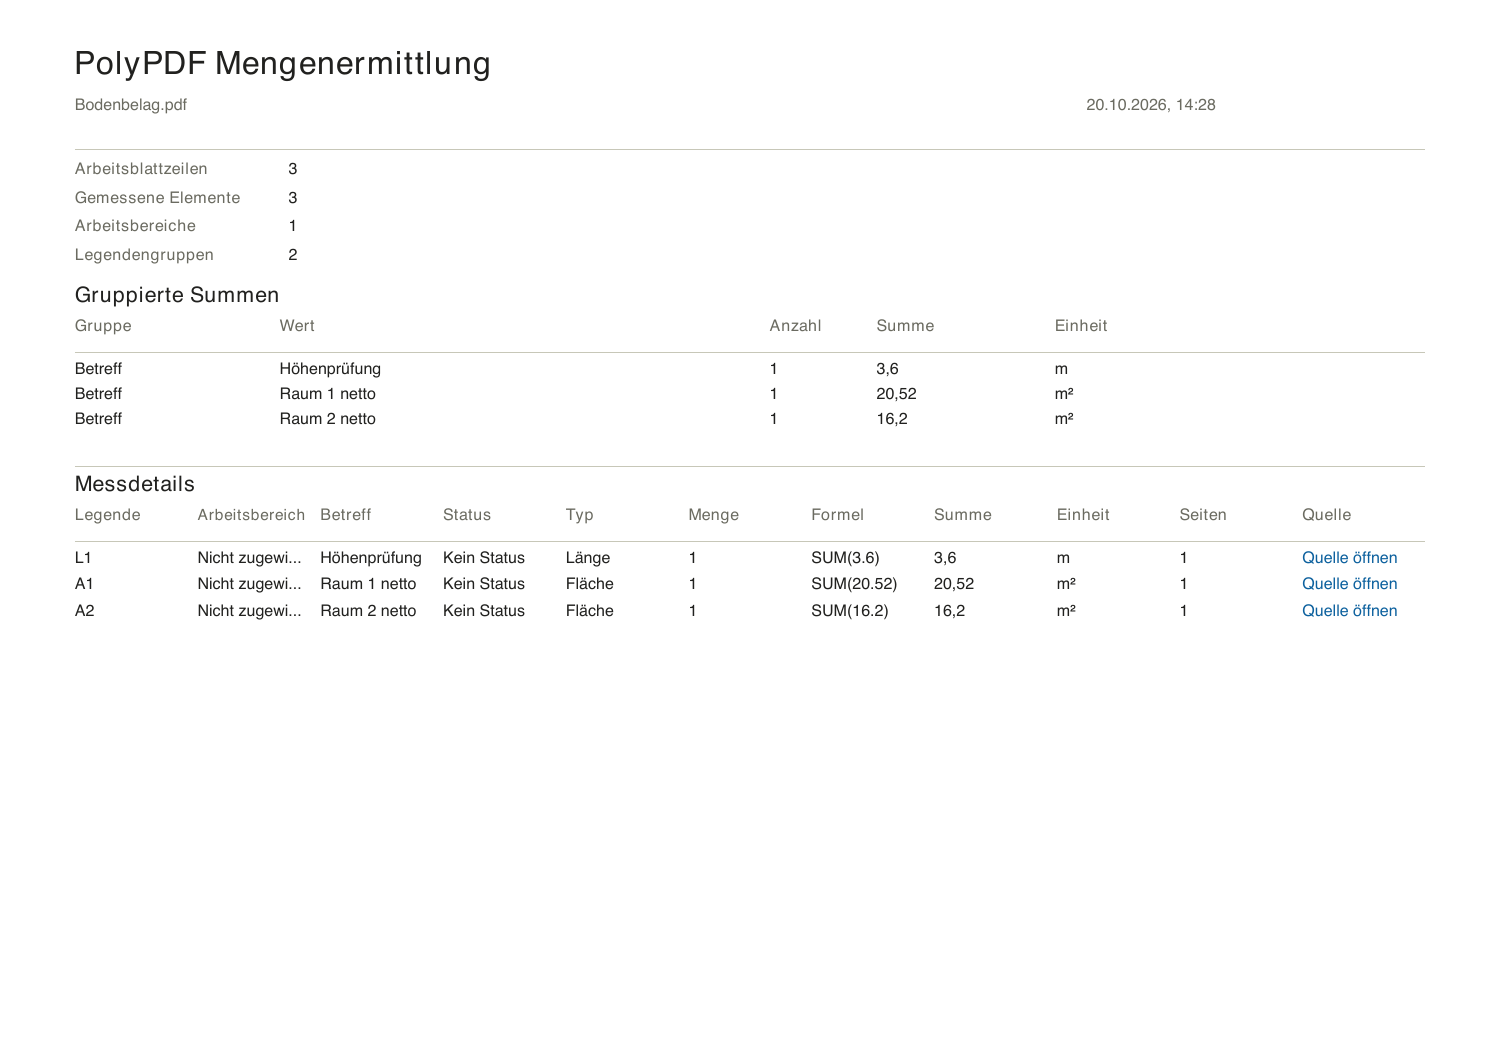 PolyPDF Mengenermittlung
Bodenbelag.pdf 20.10.2026, 14:28
Arbeitsblattzeilen 3
Gemessene Elemente 3
Arbeitsbereiche 1
Legendengruppen 2
Gruppierte Summen
Gruppe Wert Anzahl Summe Einheit
Betreff Höhenprüfung 1 3,6 m
Betreff Raum 1 netto 1 20,52 m²
Betreff Raum 2 netto 1 16,2 m²
Messdetails
Legende Arbeitsbereich Betreff Status Typ Menge Formel Summe Einheit Seiten Quelle
L1 Nicht zugewi... Höhenprüfung Kein Status Länge 1 SUM(3.6) 3,6 m 1 Quelle öffnen
A1 Nicht zugewi... Raum 1 netto Kein Status Fläche 1 SUM(20.52) 20,52 m² 1 Quelle öffnen
A2 Nicht zugewi... Raum 2 netto Kein Status Fläche 1 SUM(16.2) 16,2 m² 1 Quelle öffnen